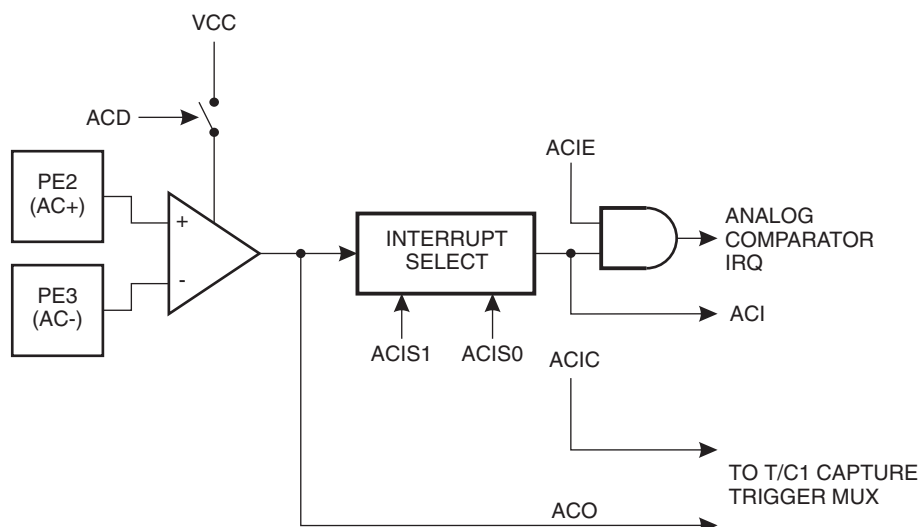 VCC
ACD
ACIE
PE2
(AC+)
+
ANALOG
COMPARATOR
IRQ
INTERRUPT
SELECT
PE3
(AC-)
-
ACI
ACIS1
ACIS0
ACIC
TO T/C1 CAPTURE
TRIGGER MUX
ACO